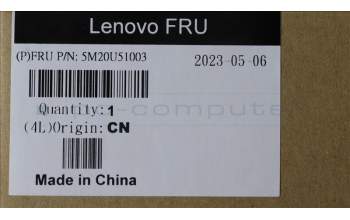 Lenovo FRU
(P)FRU P/N: 5M20U51003
2023-05-06
Quantity: 1
(4L)Origin: CN
Made in China